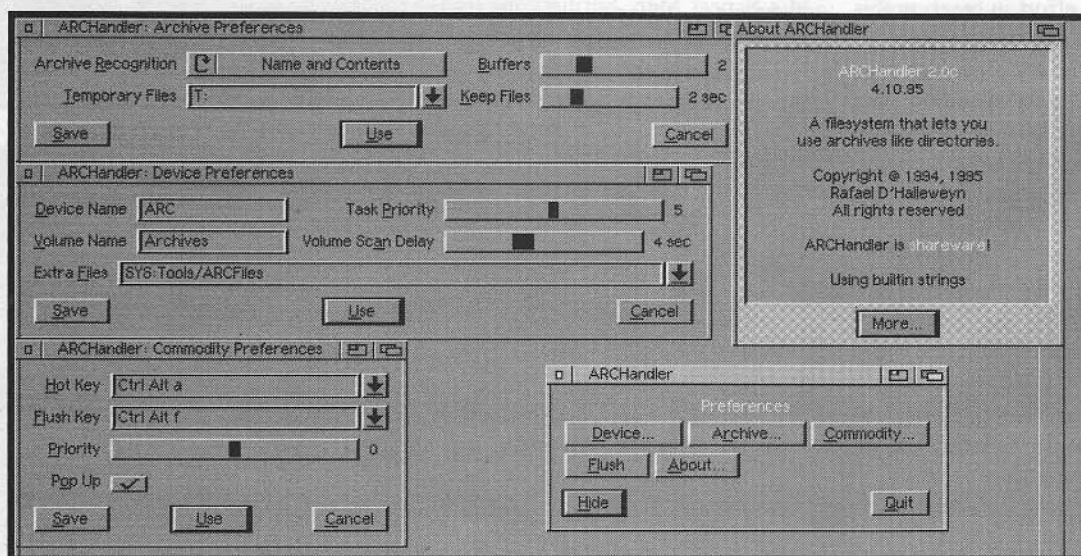 ARCHandler: Archive Preferences
Archive Recognition Name and Contents Buffers 2
Temporary Files T: Keep Files 2 sec
Save Use Cancel
ARCHandler: Device Preferences
Device Name ARC Task Priority 5
Volume Name Archives Volume Scan Delay 4 sec
Extra Files SYS:Tools/ARCFiles
Save Use Cancel
ARCHandler: Commodity Preferences
Hot Key Ctrl Alt a
Flush Key Ctrl Alt f
Priority 0
Pop Up
Save Use Cancel
About ARCHandler
ARCHandler 2.0c
4.10.95
A filesystem that lets you
use archives like directories.
Copyright © 1994, 1995
Rafael D'Halleweyn
All rights reserved
ARCHandler is shareware!
Using builtin strings
More...
ARCHandler
Preferences
Device... Archive... Commodity...
Flush About...
Hide Quit